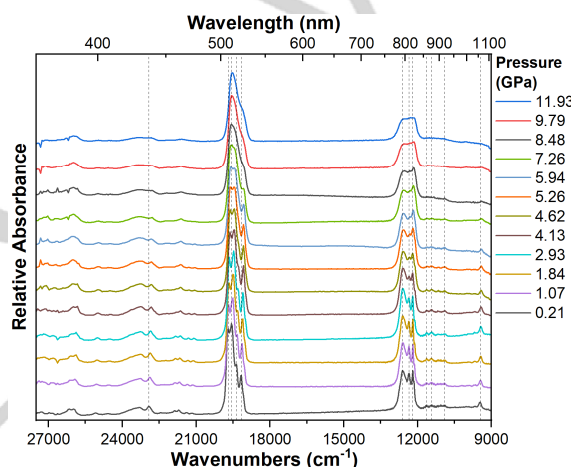 Wavelength (nm)
400 500 600 700 800 900 1100
Pressure
(GPa)
11.93
9.79
8.48
7.26
5.94
5.26
4.62
4.13
2.93
1.84
1.07
0.21
Relative Absorbance
27000 24000 21000 18000 15000 12000 9000
Wavenumbers (cm⁻¹)